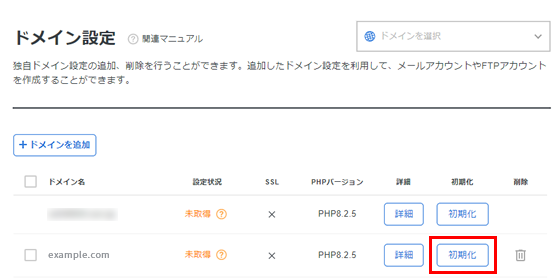 ドメイン設定 ? 関連マニュアル ドメインを選択
独自ドメイン設定の追加、削除を行うことができます。追加したドメイン設定を利用して、メールアカウントやFTPアカウント
を作成することができます。
+ドメインを追加
ドメイン名 設定状況 SSL PHPバージョン 詳細 初期化 削除
未取得 ? × PHP8.2.5 詳細 初期化
example.com 未取得 ? × PHP8.2.5 詳細 初期化